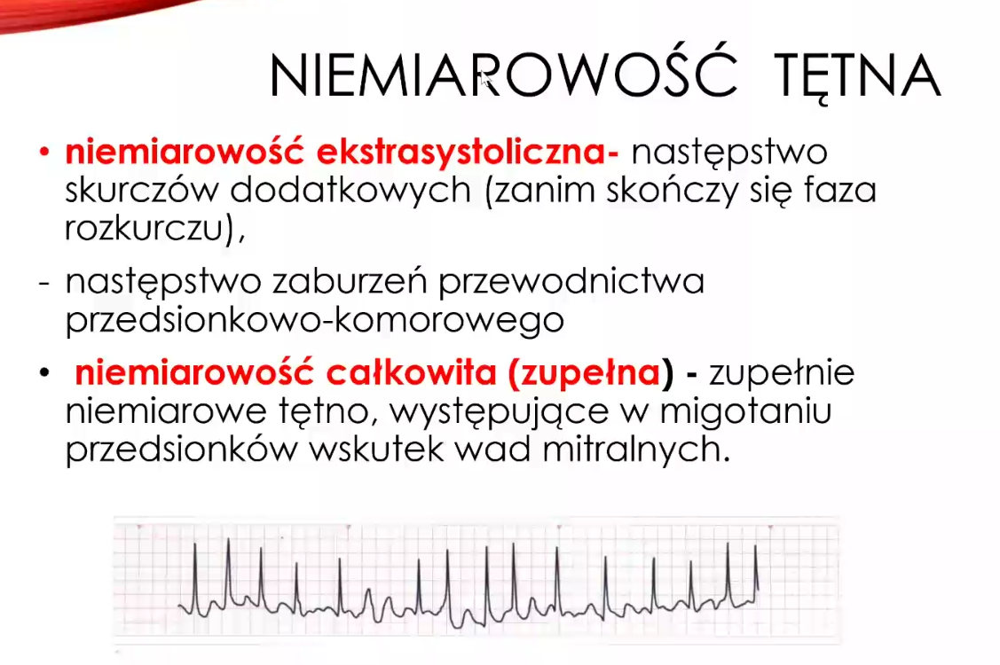 NIEMIAROWOŚĆ TĘTNA
• niemiarowość ekstrasystoliczna- następstwo
skurczów dodatkowych (zanim skończy się faza
rozkurczu),
- następstwo zaburzeń przewodnictwa
przedsionkowo-komorowego
• niemiarowość całkowita (zupełna) - zupełnie
niemiarowe tętno, występujące w migotaniu
przedsionków wskutek wad mitralnych.